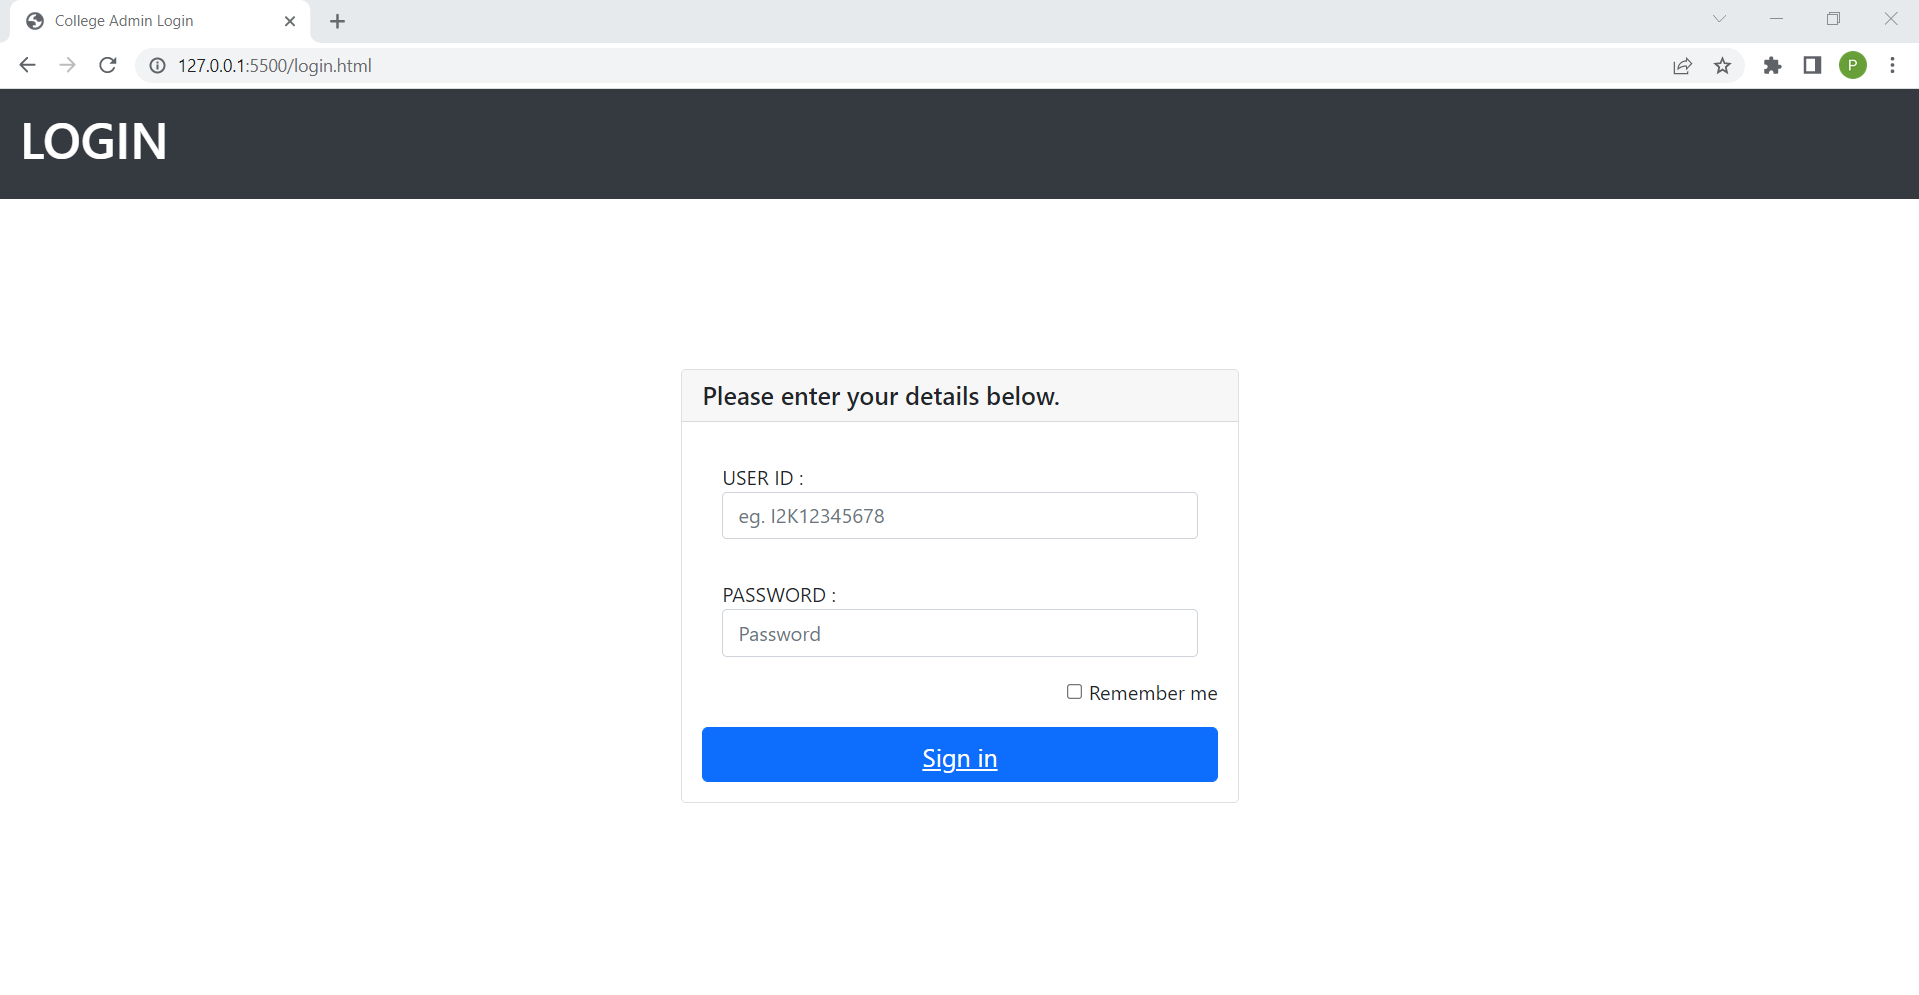 College Admin Login
127.0.0.1:5500/login.html
P
LOGIN
Please enter your details below.
USER ID :
eg. I2K12345678
PASSWORD :
Password
Remember me
Sign in